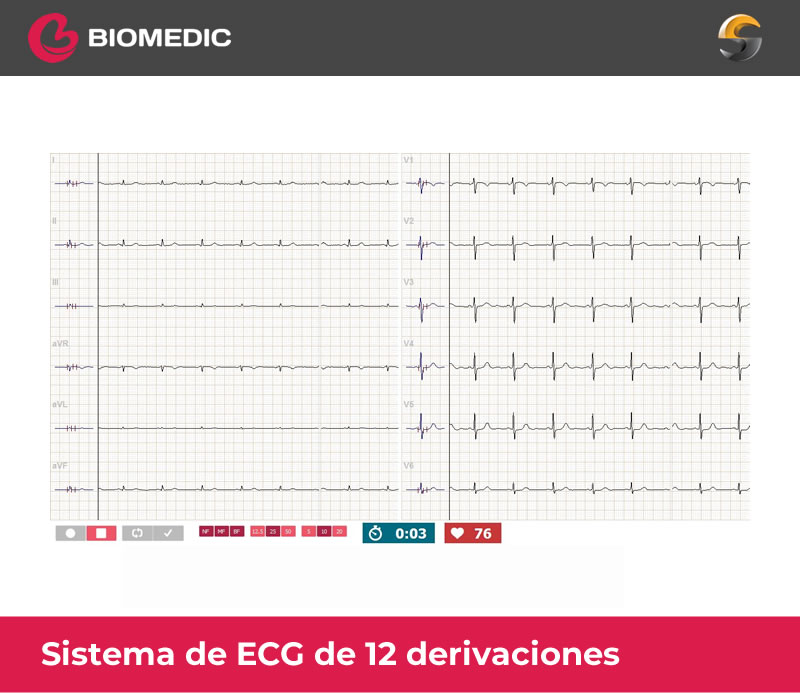 BIOMEDIC
I
V1
II
V2
III
V3
aVR
V4
aVL
V5
aVF
V6
NF MF BF 12.5 25 50 5 10 20 0:03 76
Sistema de ECG de 12 derivaciones